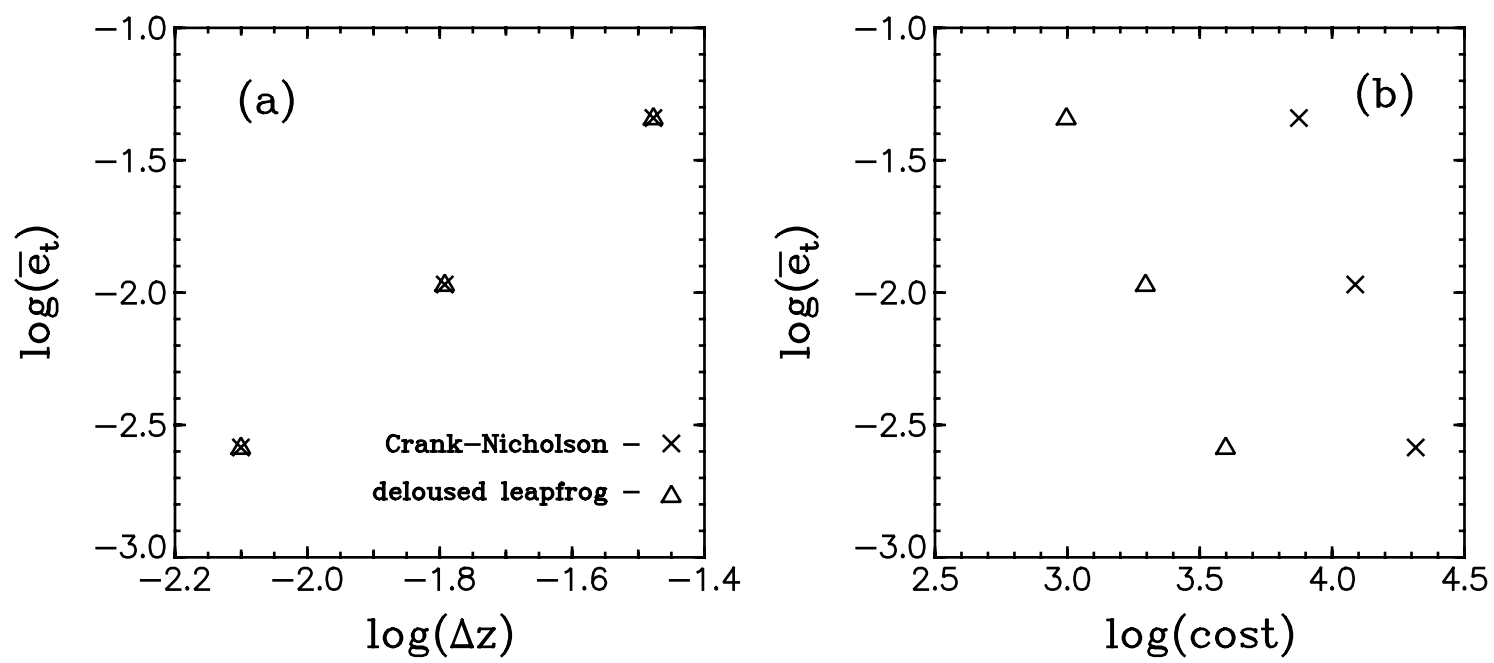 (a)
log(e̅ₜ)
−1.0
−1.5
−2.0
−2.5
−3.0
Crank−Nicholson −
deloused leapfrog −
−2.2 −2.0 −1.8 −1.6 −1.4
log(Δz)
(b)
log(e̅ₜ)
−1.0
−1.5
−2.0
−2.5
−3.0
2.5 3.0 3.5 4.0 4.5
log(cost)